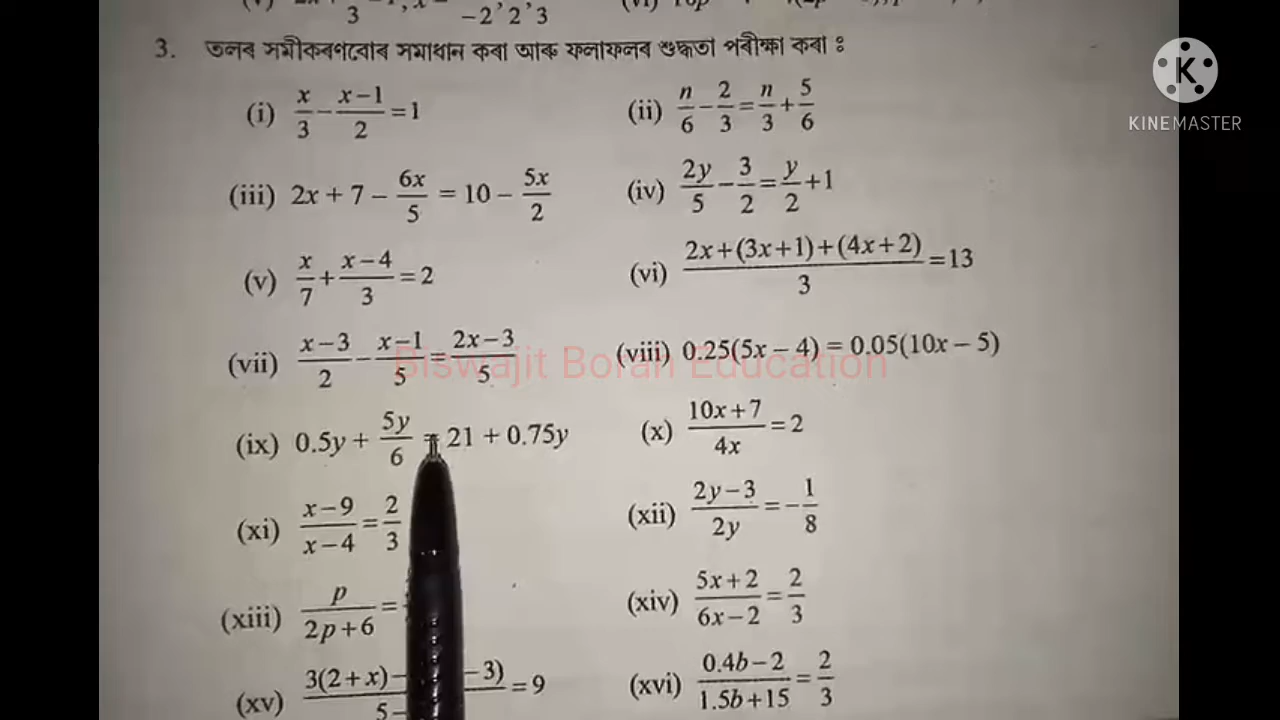 3. তলৰ সমীকৰণবোৰ সমাধান কৰা আৰু ফলাফলৰ শুদ্ধতা পৰীক্ষা কৰা ঃ
K
KINEMASTER
(i) x/3 − (x−1)/2 = 1 (ii) n/6 − 2/3 = n/3 + 5/6
(iii) 2x + 7 − 6x/5 = 10 − 5x/2 (iv) 2y/5 − 3/2 = y/2 + 1
(v) x/7 + (x−4)/3 = 2 (vi) (2x+(3x+1)+(4x+2))/3 = 13
(vii) (x−3)/2 − (x−1)/5 = (2x−3)/5 (viii) 0.25(5x − 4) = 0.05(10x − 5)
Biswajit Borah Education
(ix) 0.5y + 5y/6 = 21 + 0.75y (x) (10x+7)/4x = 2
(xi) (x−9)/(x−4) = 2/3 (xii) (2y−3)/2y = −1/8
(xiii) p/(2p+6) = (xiv) (5x+2)/(6x−2) = 2/3
(xv) 3(2+x)− −3) / 5− = 9 (xvi) (0.4b−2)/(1.5b+15) = 2/3